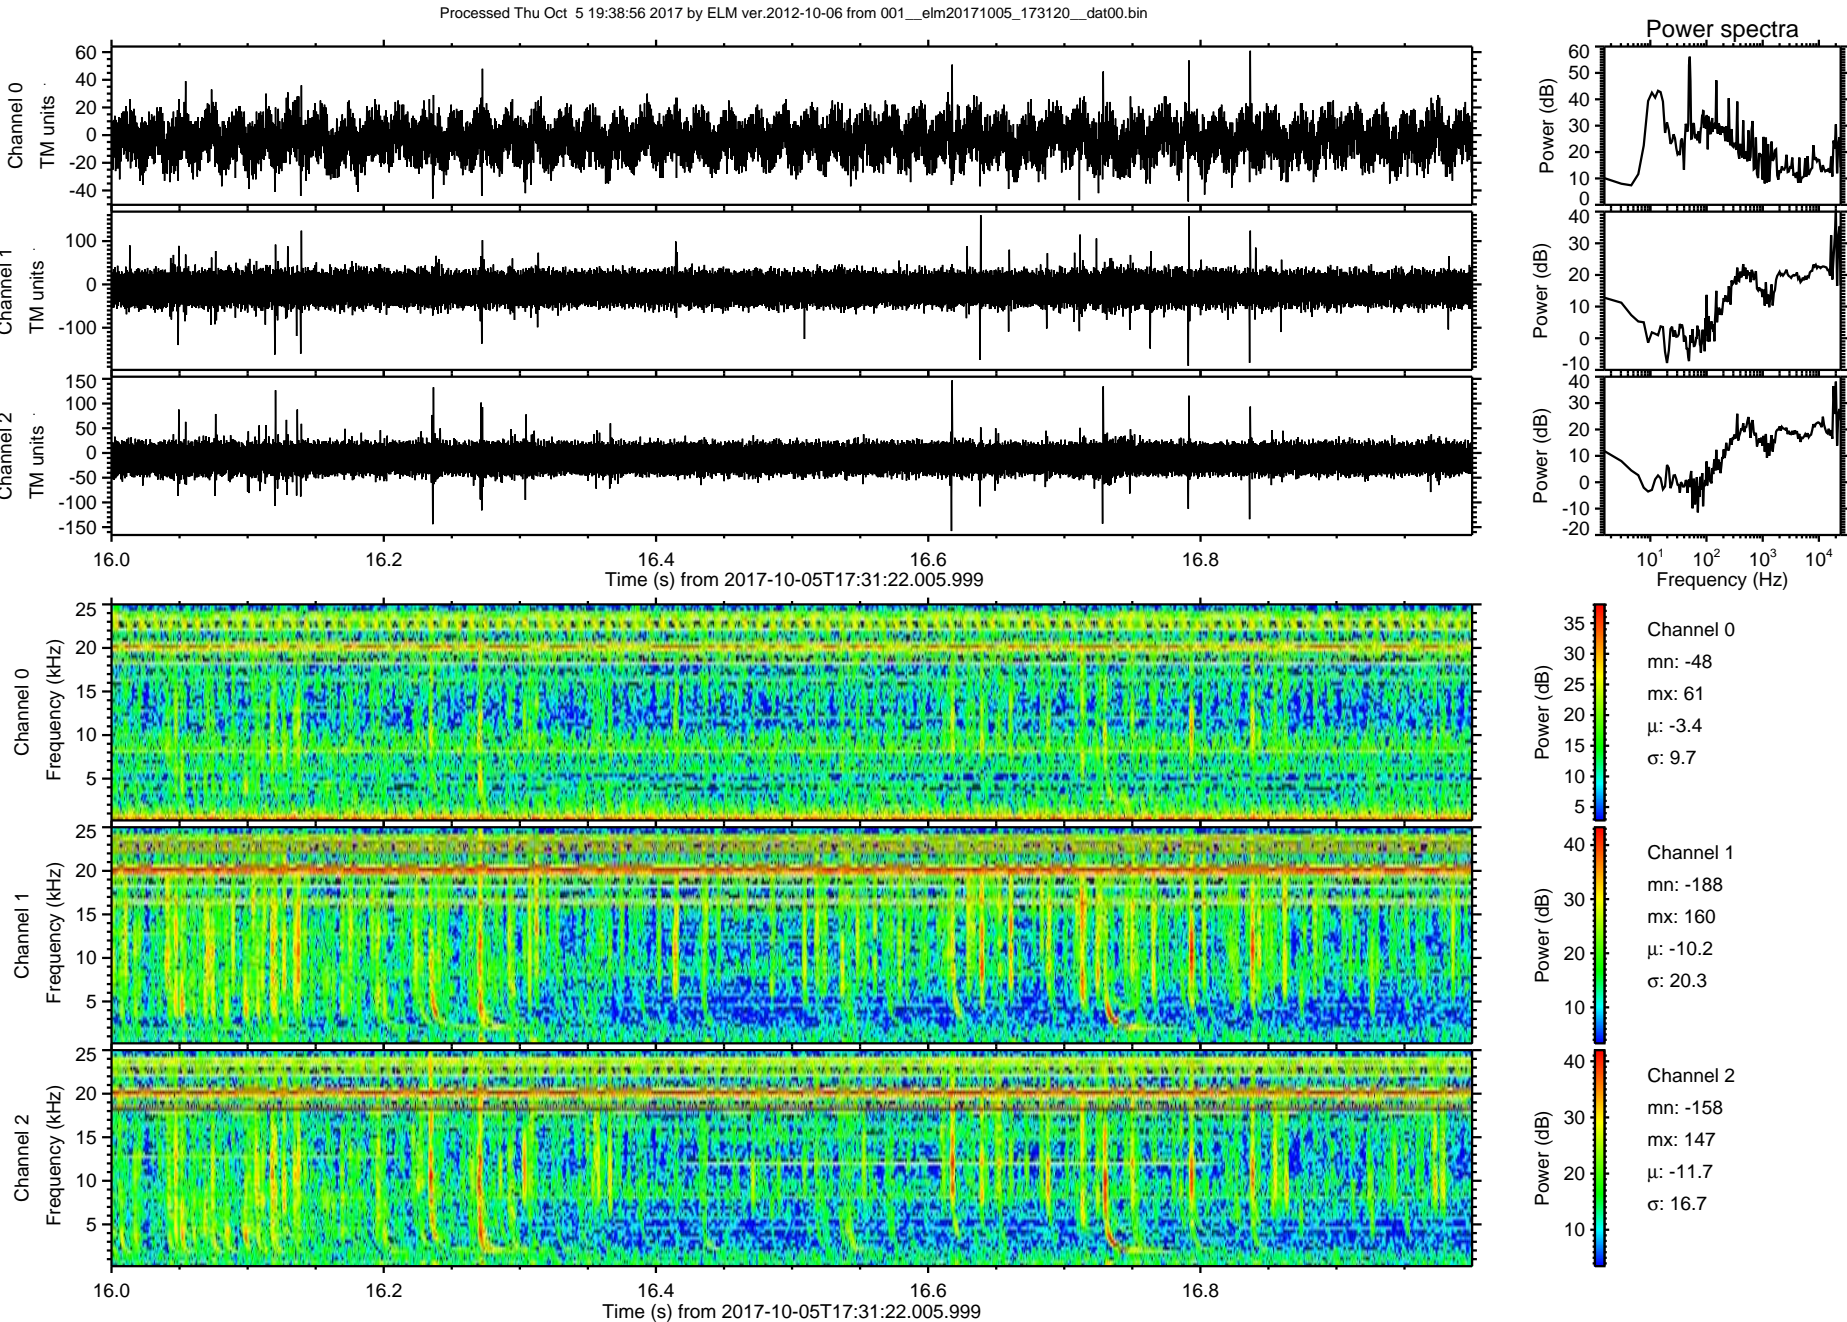 Processed Thu Oct  5 19:38:56 2017 by ELM ver.2012-10-06 from 001__elm20171005_173120__dat00.bin
Power spectra
Channel 0
TM units
60
40
20
0
-20
-40
Power (dB)
60
50
40
30
20
10
0
Channel 1
TM units
100
0
-100
Power (dB)
40
30
20
10
0
-10
Channel 2
TM units
150
100
50
0
-50
-100
-150
Power (dB)
40
30
20
10
0
-10
-20
16.0 16.2 16.4 16.6 16.8
Time (s) from 2017-10-05T17:31:22.005.999
10^1 10^2 10^3 10^4
Frequency (Hz)
Channel 0
Frequency (kHz)
25
20
15
10
5
Power (dB)
35
30
25
20
15
10
5
Channel 0
mn: -48
mx: 61
μ: -3.4
σ: 9.7
Channel 1
Frequency (kHz)
25
20
15
10
5
Power (dB)
40
30
20
10
Channel 1
mn: -188
mx: 160
μ: -10.2
σ: 20.3
Channel 2
Frequency (kHz)
25
20
15
10
5
Power (dB)
40
30
20
10
Channel 2
mn: -158
mx: 147
μ: -11.7
σ: 16.7
16.0 16.2 16.4 16.6 16.8
Time (s) from 2017-10-05T17:31:22.005.999